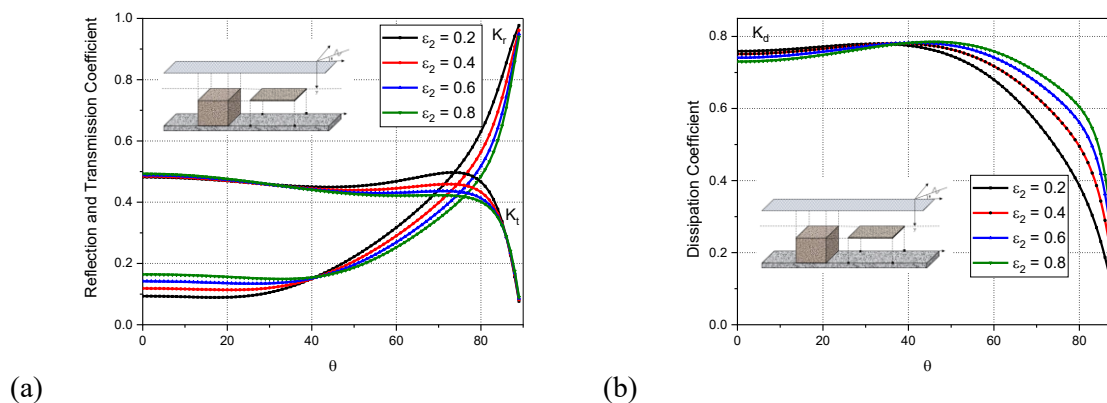 Reflection and Transmission Coefficient
1.0
0.8
0.6
0.4
0.2
0.0
0
20
40
60
80
θ
ε₂ = 0.2
ε₂ = 0.4
ε₂ = 0.6
ε₂ = 0.8
Kᵣ
Kₜ
(a)
Dissipation Coefficient
0.8
0.6
0.4
0.2
0.0
0
20
40
60
80
θ
K_d
ε₂ = 0.2
ε₂ = 0.4
ε₂ = 0.6
ε₂ = 0.8
(b)